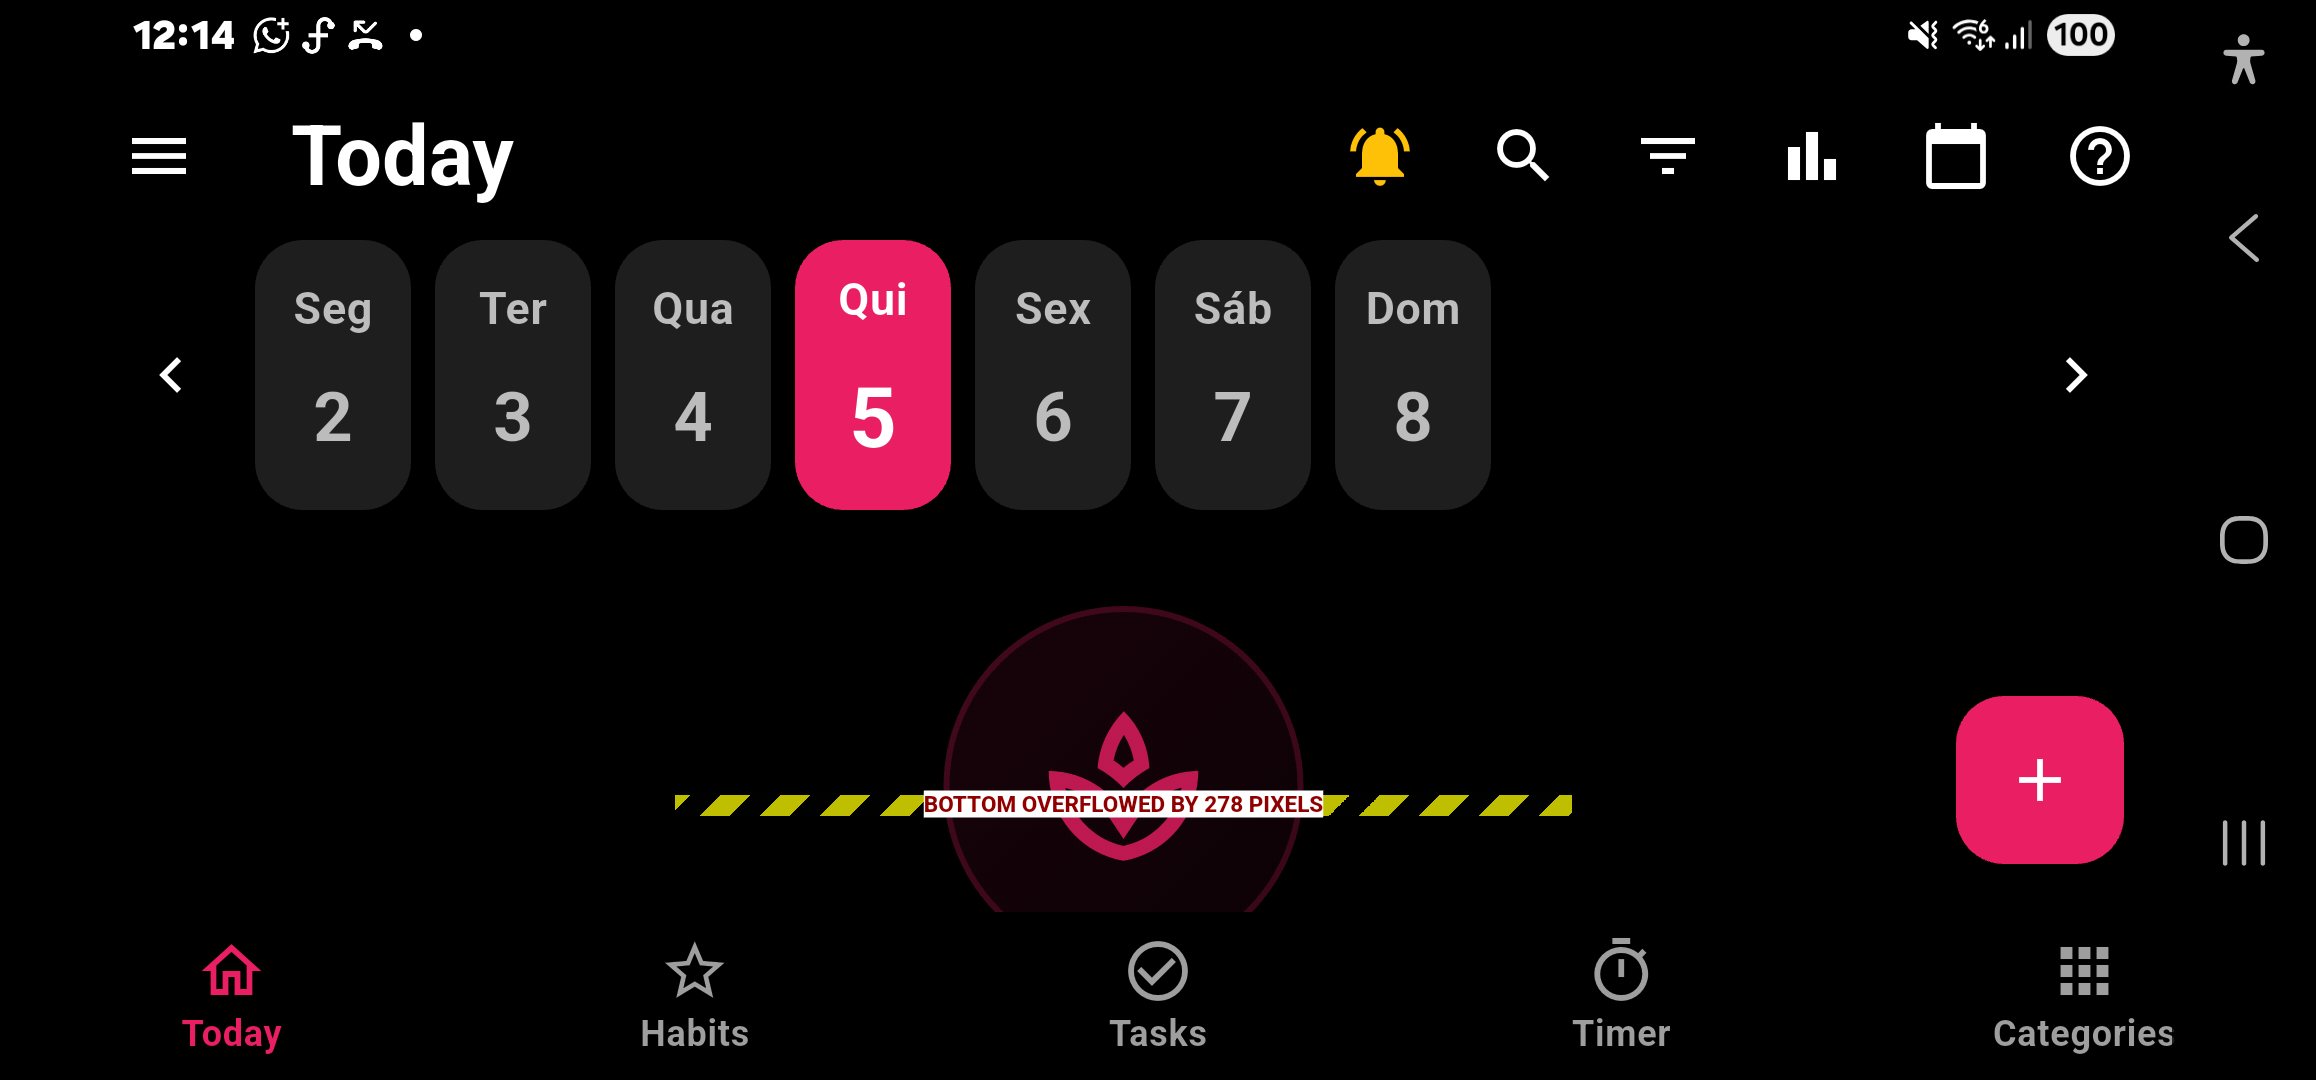 12:14
6
100
Today
Seg
Ter
Qua
Qui
Sex
Sáb
Dom
2
3
4
5
6
7
8
BOTTOM OVERFLOWED BY 278 PIXELS
Today
Habits
Tasks
Timer
Categories